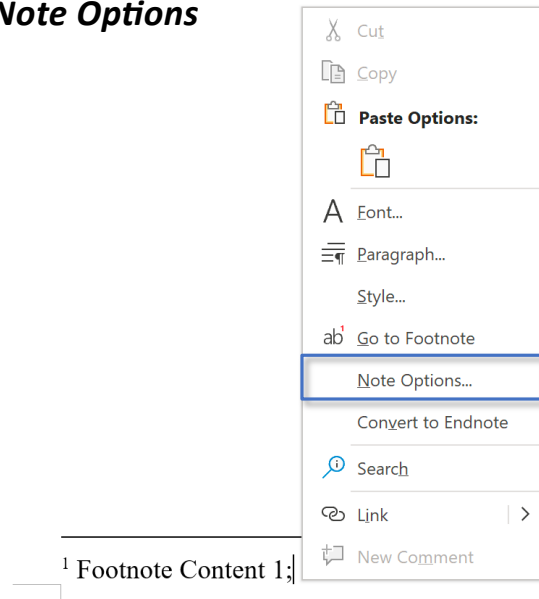 Note Options
Cut
Copy
Paste Options:
Font...
Paragraph...
Style...
Go to Footnote
Note Options...
Convert to Endnote
Search
Link
New Comment
1 Footnote Content 1;